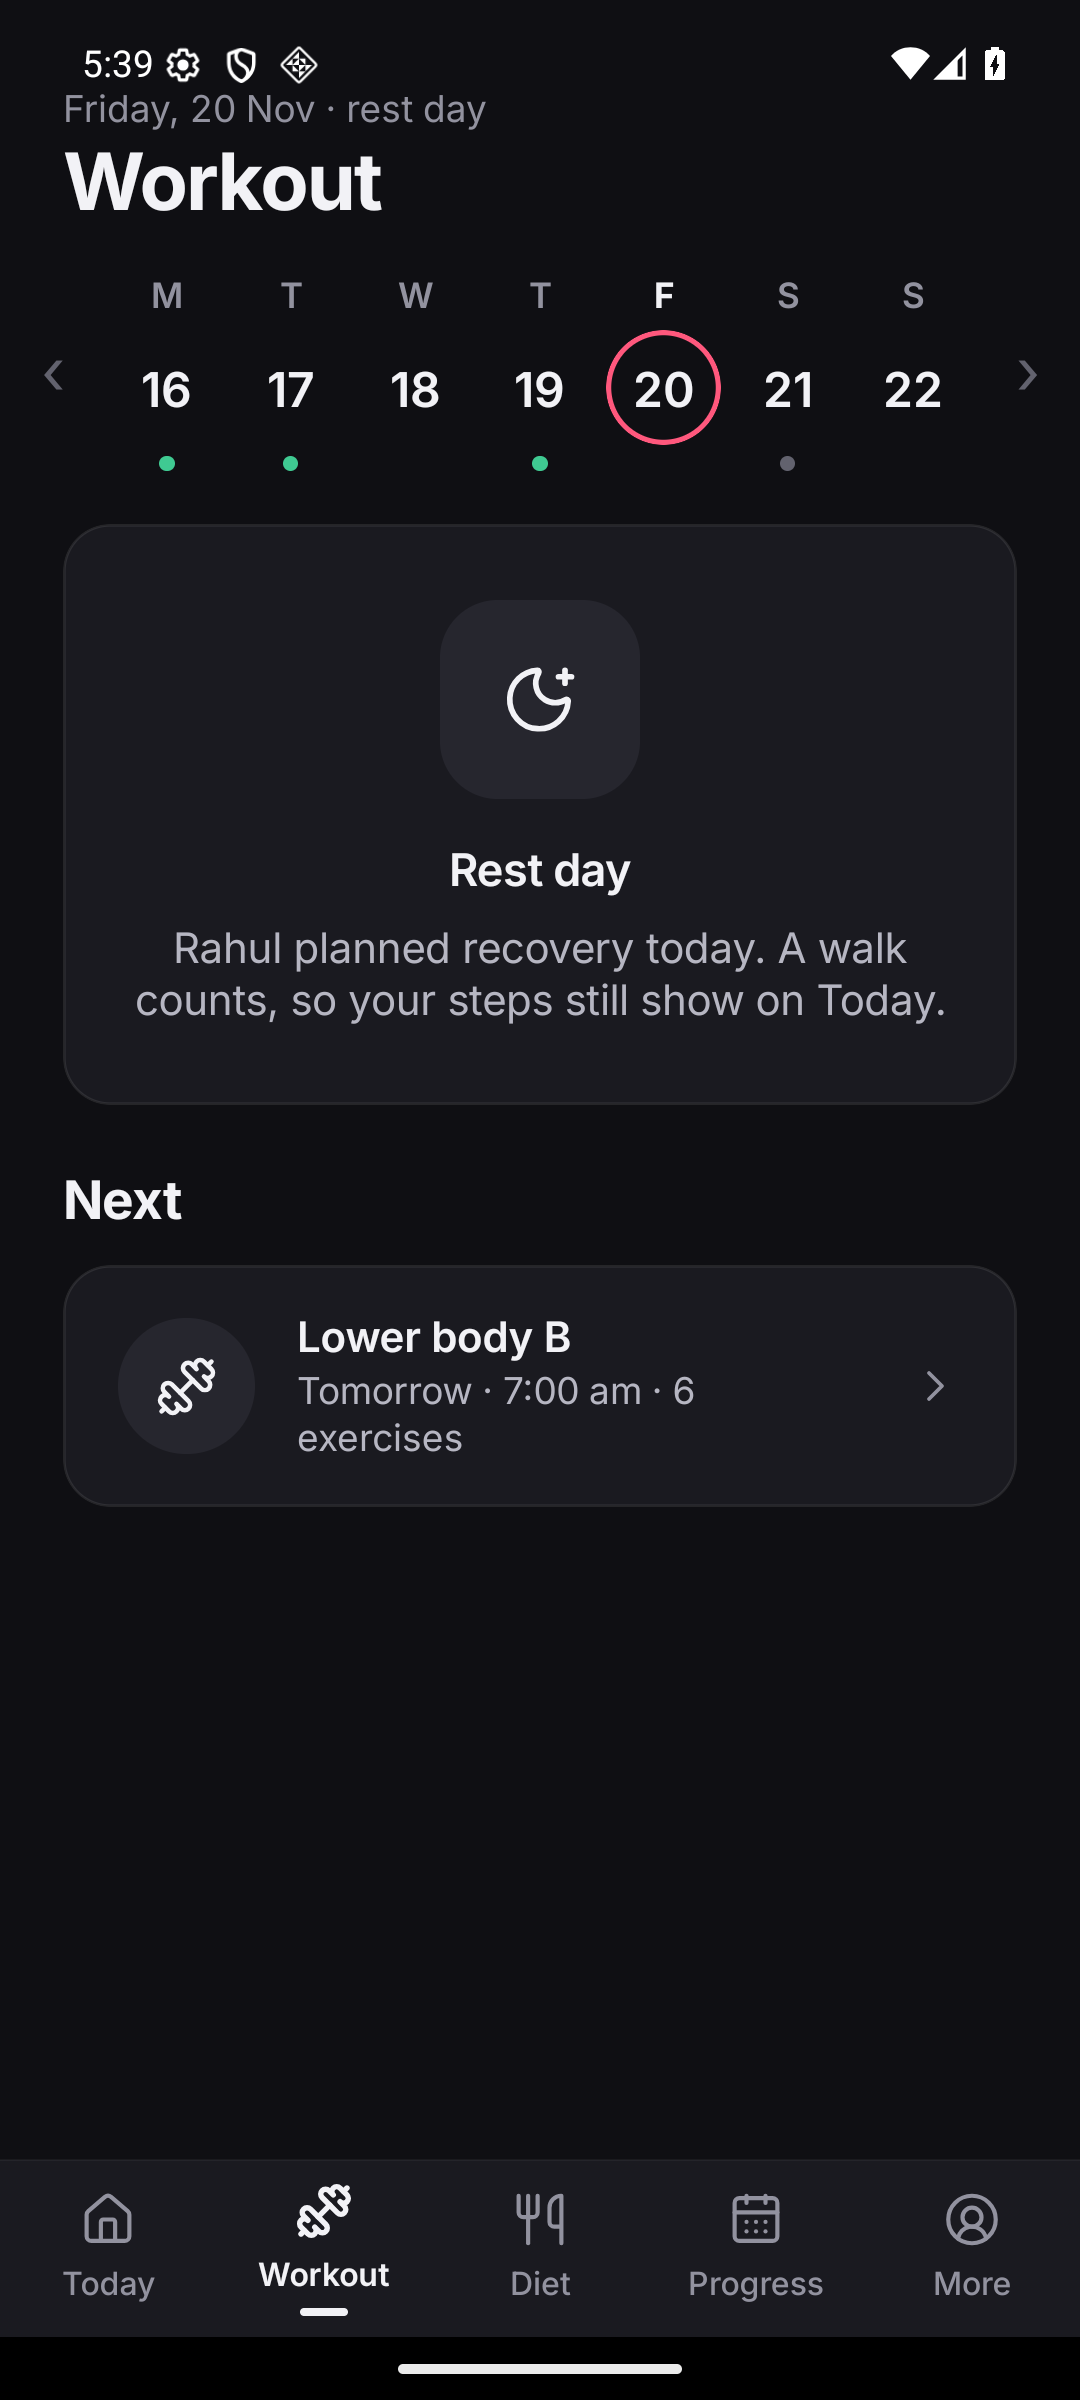 5:39
Friday, 20 Nov · rest day
Workout
M T W T F S S
16 17 18 19 20 21 22
Rest day
Rahul planned recovery today. A walk
counts, so your steps still show on Today.
Next
Lower body B
Tomorrow · 7:00 am · 6
exercises
Today Workout Diet Progress More